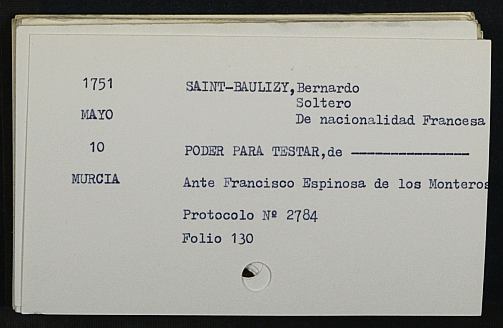 1751 SAINT-BAULIZY,Bernardo
Soltero
MAYO De nacionalidad Francesa
10 PODER PARA TESTAR,de ---------------
MURCIA Ante Francisco Espinosa de los Monteros
Protocolo Nº 2784
Folio 130